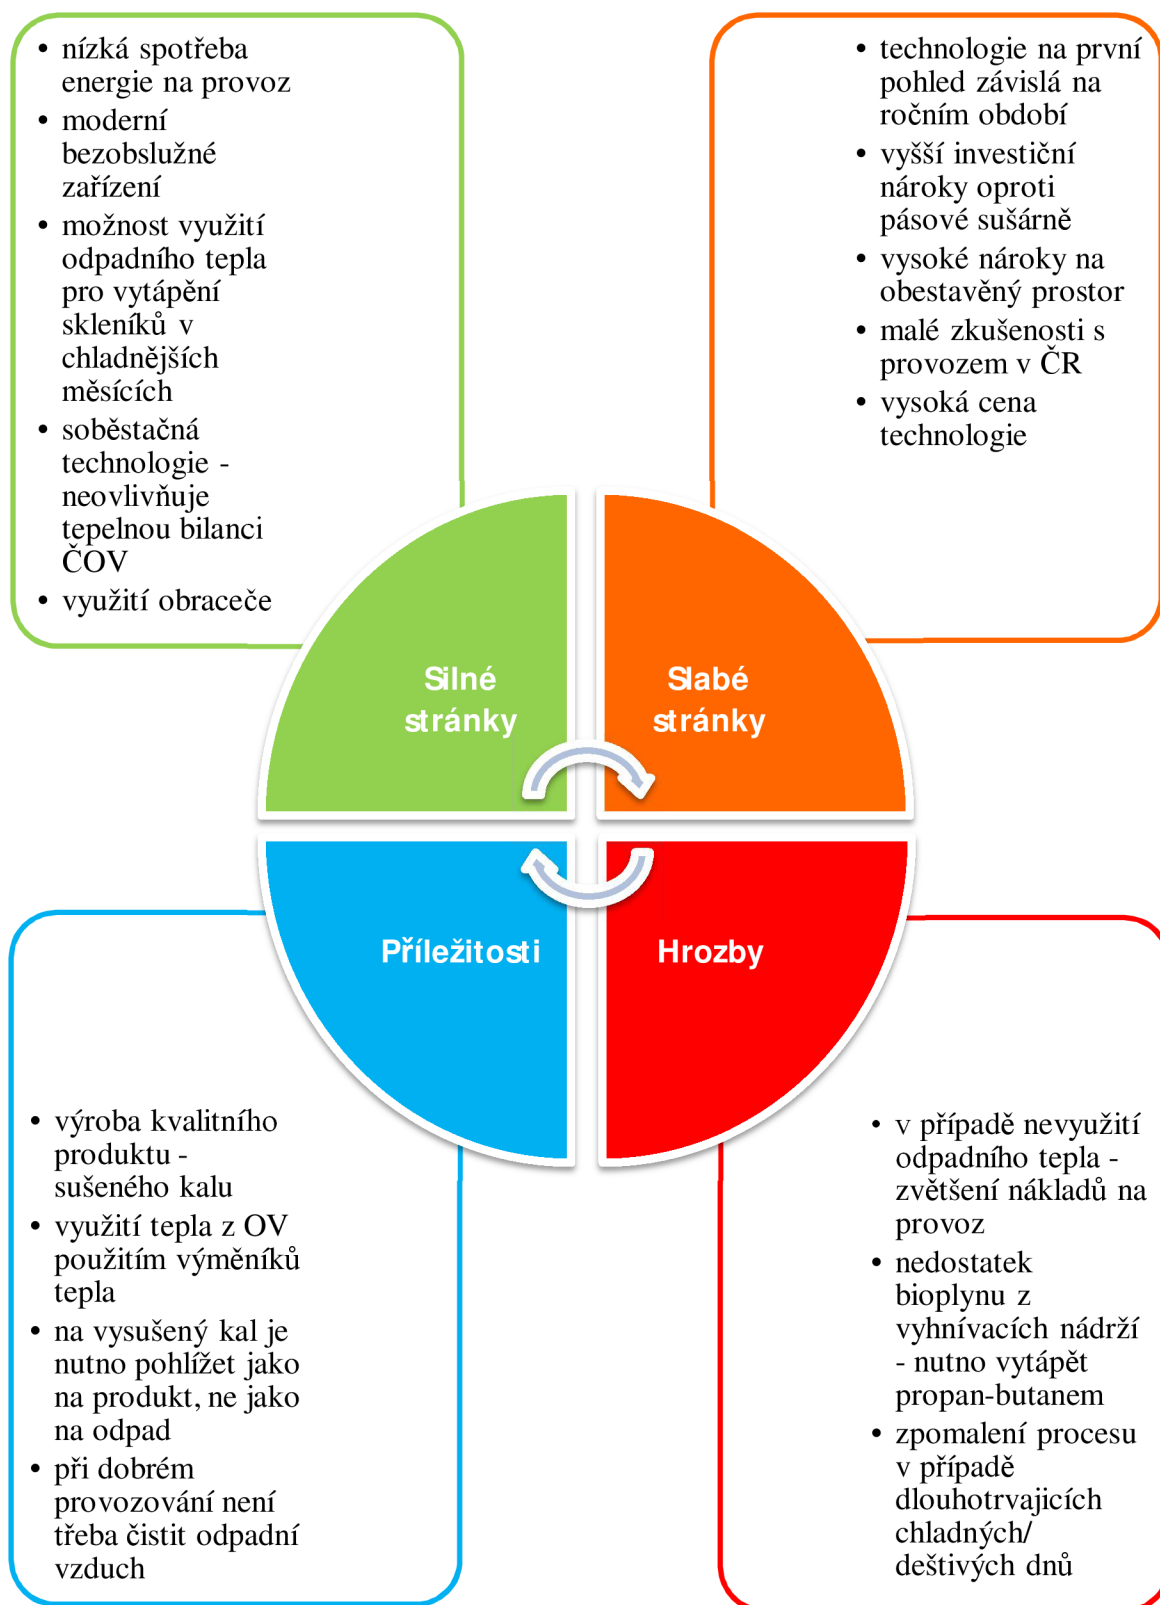 • nízká spotřeba
energie na provoz
• moderní
bezobslužné
zařízení
• možnost využití
odpadního tepla
pro vytápění
skleníků v
chladnějších
měsících
• soběstačná
technologie -
neovlivňuje
tepelnou bilanci
ČOV
• využití obraceče
• technologie na první
pohled závislá na
ročním období
• vyšší investiční
nároky oproti
pásové sušárně
• vysoké nároky na
obestavěný prostor
• malé zkušenosti s
provozem v ČR
• vysoká cena
technologie
Silné
stránky
Slabé
stránky
Příležitosti
Hrozby
• výroba kvalitního
produktu -
sušeného kalu
• využití tepla z OV
použitím výměníků
tepla
• na vysušený kal je
nutno pohlížet jako
na produkt, ne jako
na odpad
• při dobrém
provozování není
třeba čistit odpadní
vzduch
• v případě nevyužití
odpadního tepla -
zvětšení nákladů na
provoz
• nedostatek
bioplynu z
vyhnívacích nádrží
- nutno vytápět
propan-butanem
• zpomalení procesu
v případě
dlouhotrvajicích
chladných/
deštivých dnů